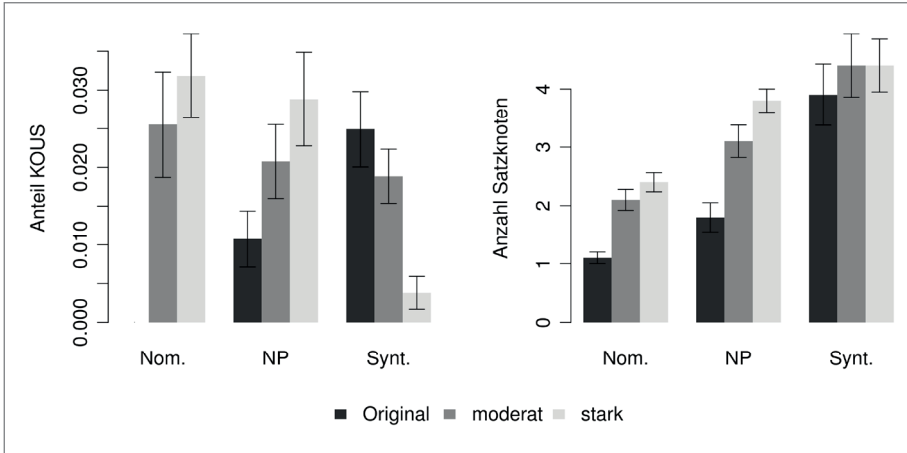 Anteil KOUS
0.030
0.020
0.010
0.000
Nom. NP Synt.
Anzahl Satzknoten
4
3
2
1
0
Nom. NP Synt.
Original moderat stark